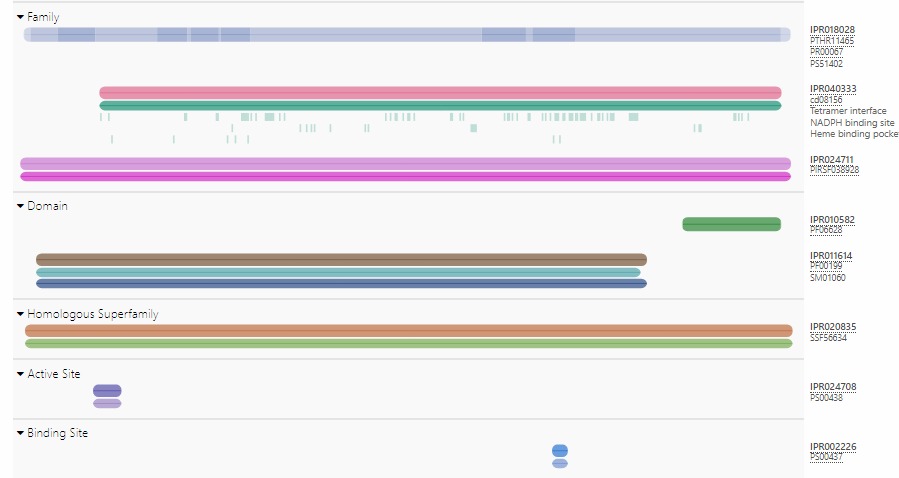 Family
IPR018028
PTHR11465
PR00067
PS51402
IPR040333
cd08156
Tetramer interface
NADPH binding site
Heme binding pocke
IPR024711
PIRSF038928
Domain
IPR010582
PF06628
IPR011614
PF00199
SM01060
Homologous Superfamily
IPR020835
SSF56634
Active Site
IPR024708
PS00438
Binding Site
IPR002226
PS00437